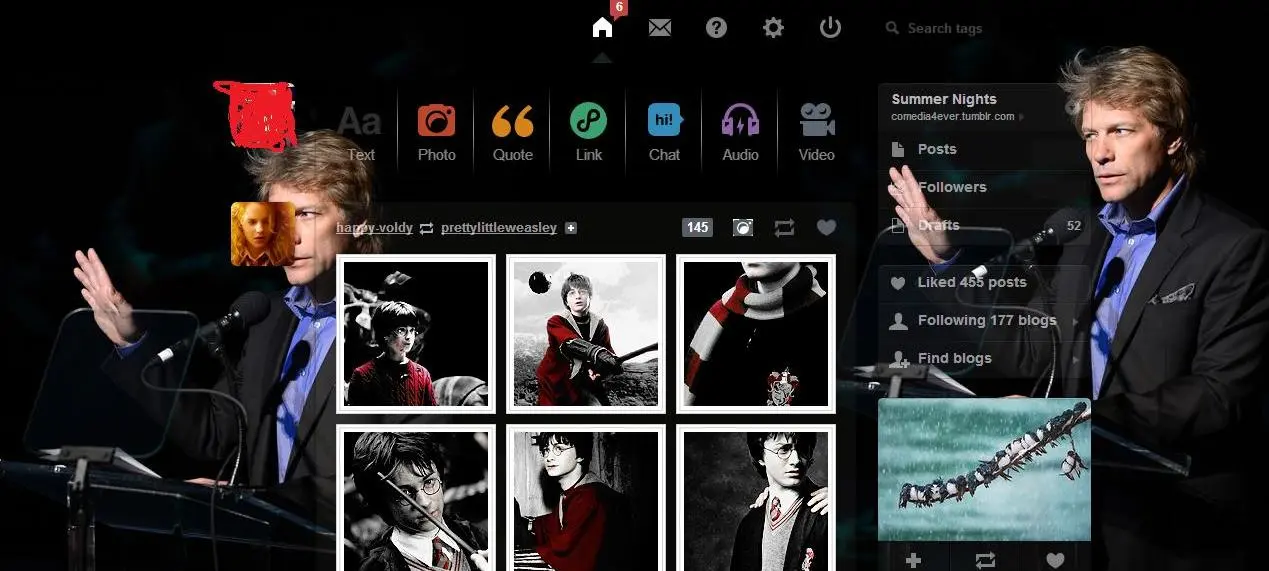 6
Search tags
Aa
Text
Photo
Quote
Link
hi!
Chat
Audio
Video
Summer Nights
comedia4ever.tumblr.com
Posts
Followers
Drafts 52
happy-voldy prettylittleweasley 145
Liked 455 posts
Following 177 blogs
Find blogs